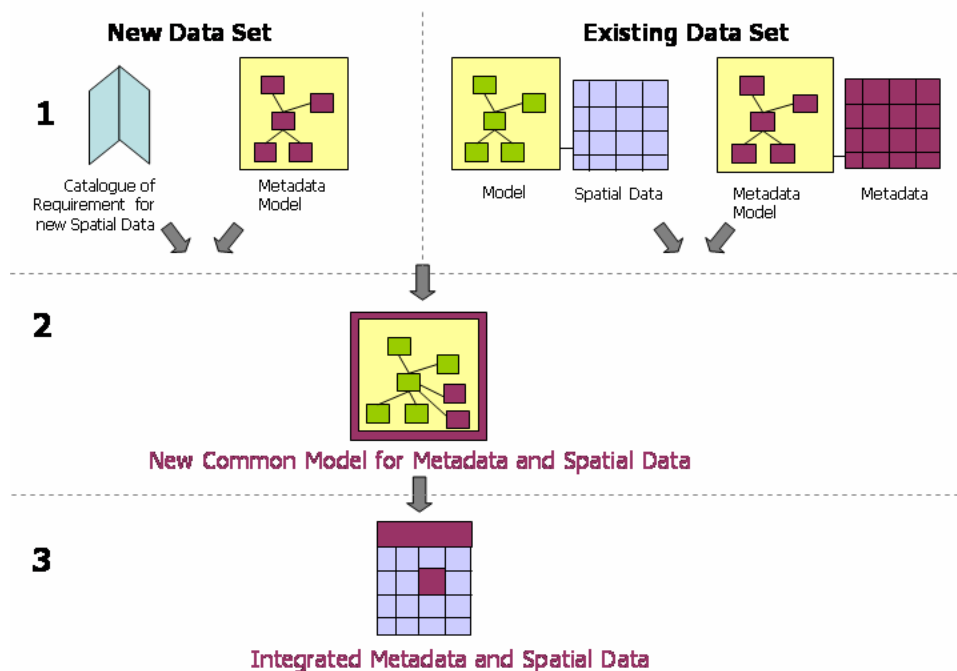 New Data Set
Existing Data Set
1
Catalogue of
Requirement for
new Spatial Data
Metadata
Model
Model
Spatial Data
Metadata
Model
Metadata
2
New Common Model for Metadata and Spatial Data
3
Integrated Metadata and Spatial Data